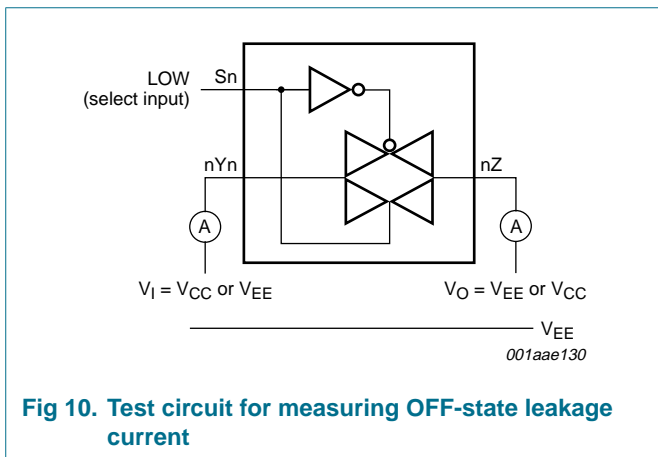 LOW Sn
(select input)
nYn
nZ
A
A
VI = VCC or VEE
VO = VEE or VCC
VEE
001aae130
Fig 10. Test circuit for measuring OFF-state leakage
current